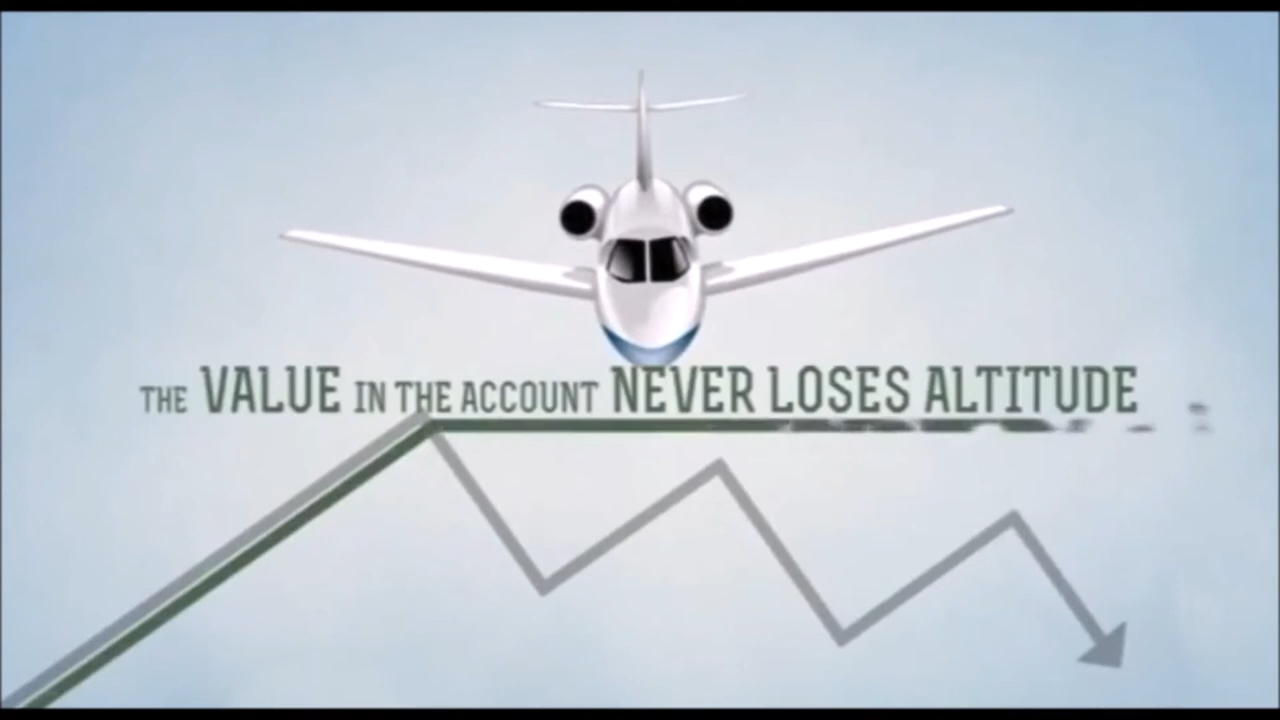 THE VALUE IN THE ACCOUNT NEVER LOSES ALTITUDE